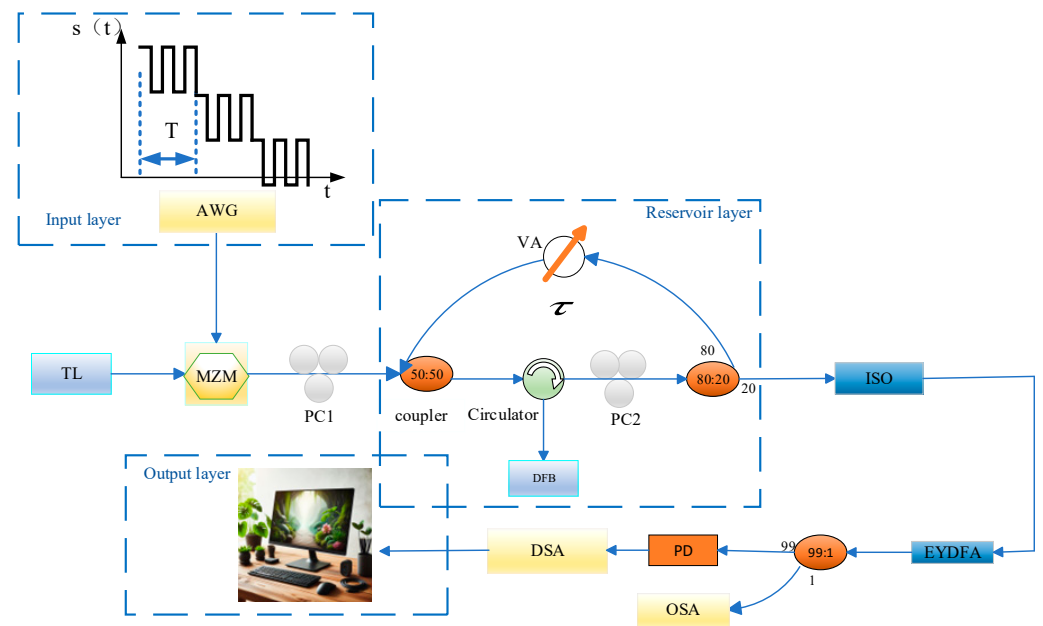 s（t）
T
t
AWG
Input layer
Reservoir layer
VA
τ
TL
MZM
PC1
50:50
coupler
Circulator
PC2
80
80:20
20
ISO
DFB
Output layer
DSA
PD
99
99:1
1
EYDFA
OSA